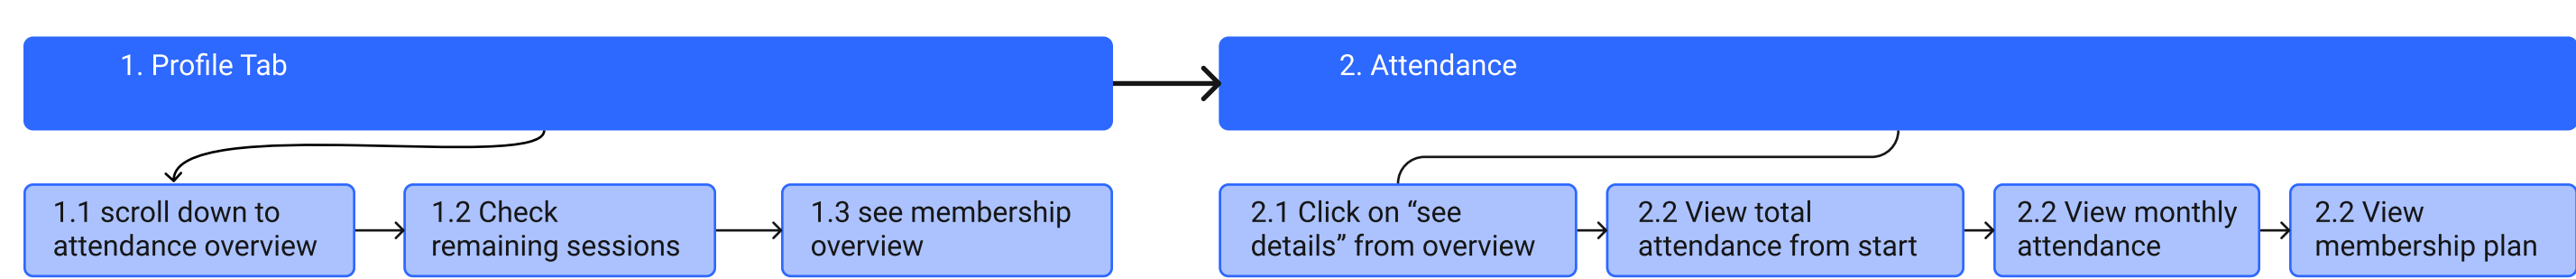 1. Profile Tab
2. Attendance
1.1 scroll down to
attendance overview
1.2 Check
remaining sessions
1.3 see membership
overview
2.1 Click on “see
details” from overview
2.2 View total
attendance from start
2.2 View monthly
attendance
2.2 View
membership plan